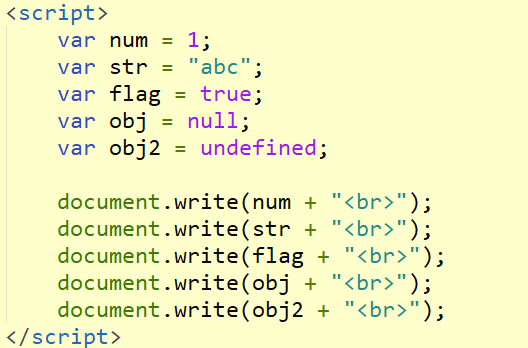 <script>
var num = 1;
var str = "abc";
var flag = true;
var obj = null;
var obj2 = undefined;
document.write(num + "<br>");
document.write(str + "<br>");
document.write(flag + "<br>");
document.write(obj + "<br>");
document.write(obj2 + "<br>");
</script>